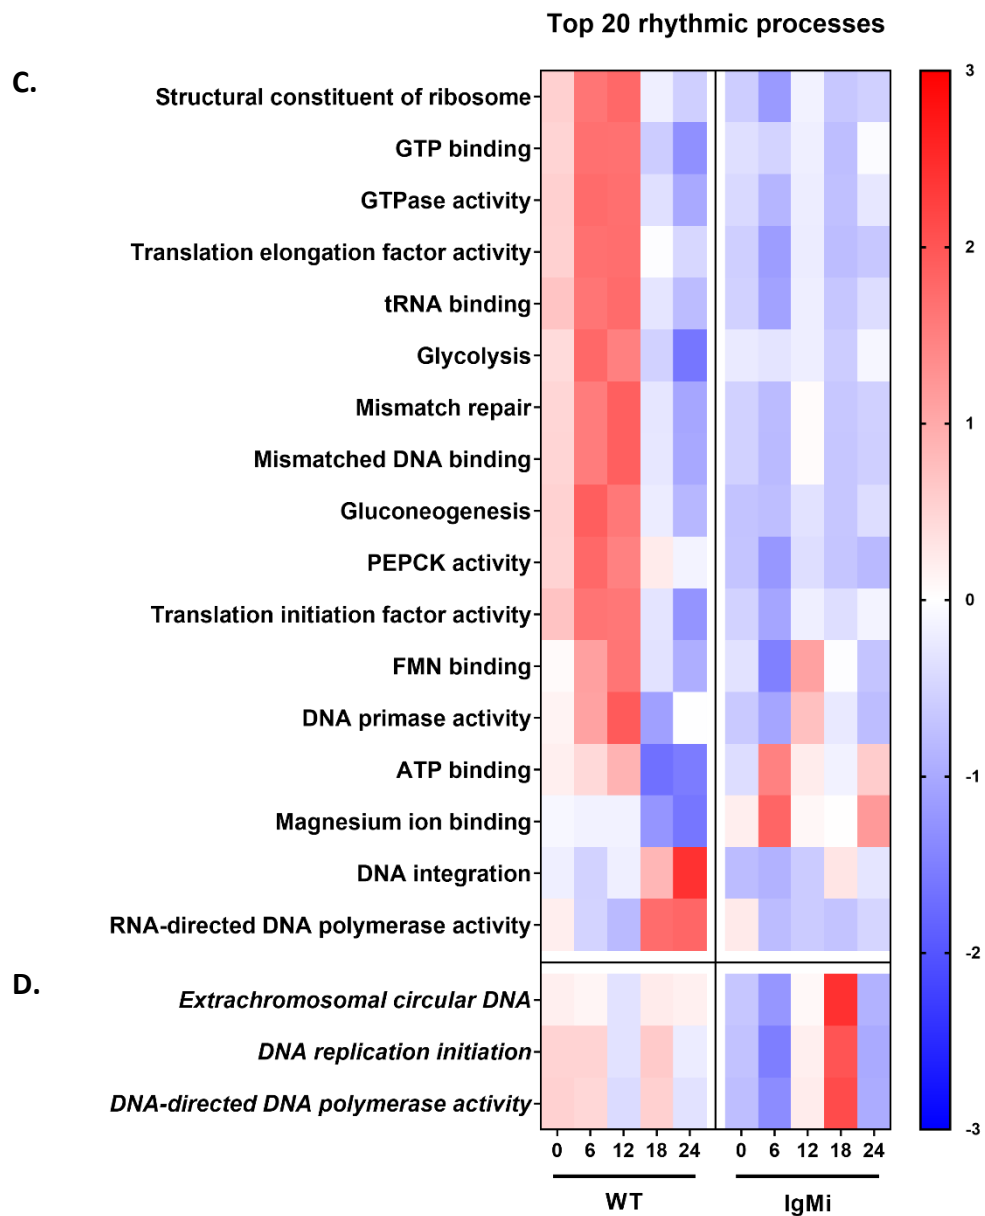 Top 20 rhythmic processes
C.
Structural constituent of ribosome
GTP binding
GTPase activity
Translation elongation factor activity
tRNA binding
Glycolysis
Mismatch repair
Mismatched DNA binding
Gluconeogenesis
PEPCK activity
Translation initiation factor activity
FMN binding
DNA primase activity
ATP binding
Magnesium ion binding
DNA integration
RNA-directed DNA polymerase activity
D.
Extrachromosomal circular DNA
DNA replication initiation
DNA-directed DNA polymerase activity
0 6 12 18 24 0 6 12 18 24
WT IgMi
3
2
1
0
-1
-2
-3